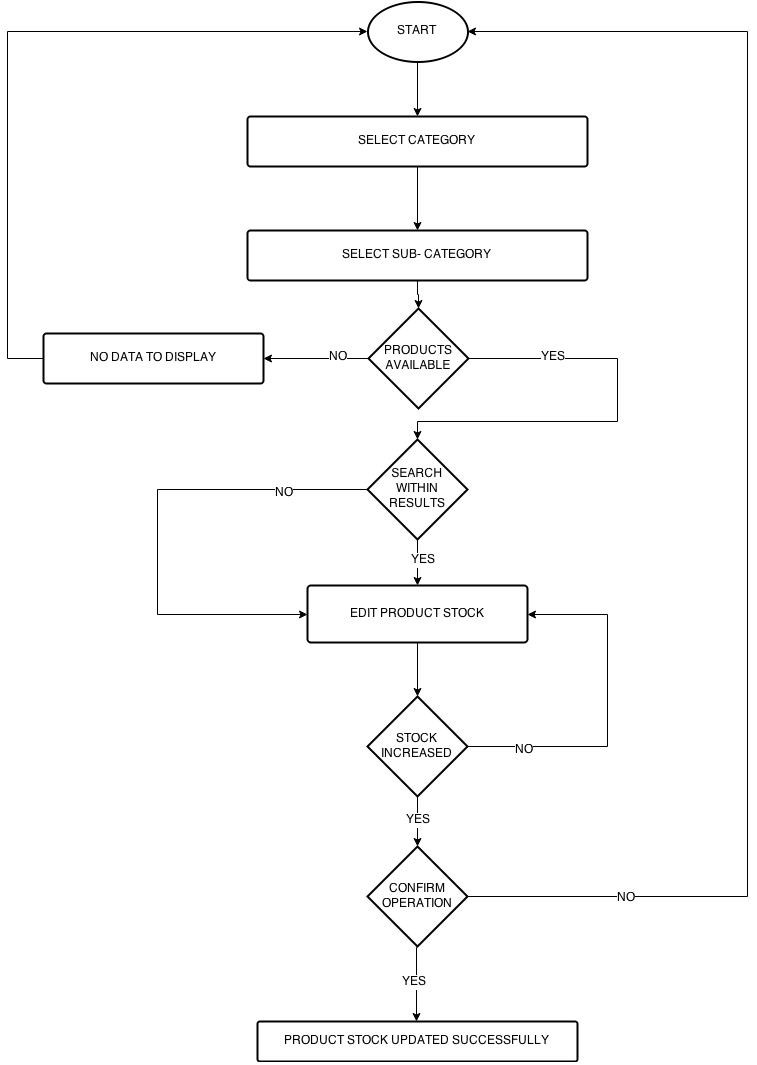 START
SELECT CATEGORY
SELECT SUB- CATEGORY
PRODUCTS
AVAILABLE
NO
YES
NO DATA TO DISPLAY
SEARCH
WITHIN
RESULTS
NO
YES
EDIT PRODUCT STOCK
STOCK
INCREASED
NO
YES
CONFIRM
OPERATION
NO
YES
PRODUCT STOCK UPDATED SUCCESSFULLY